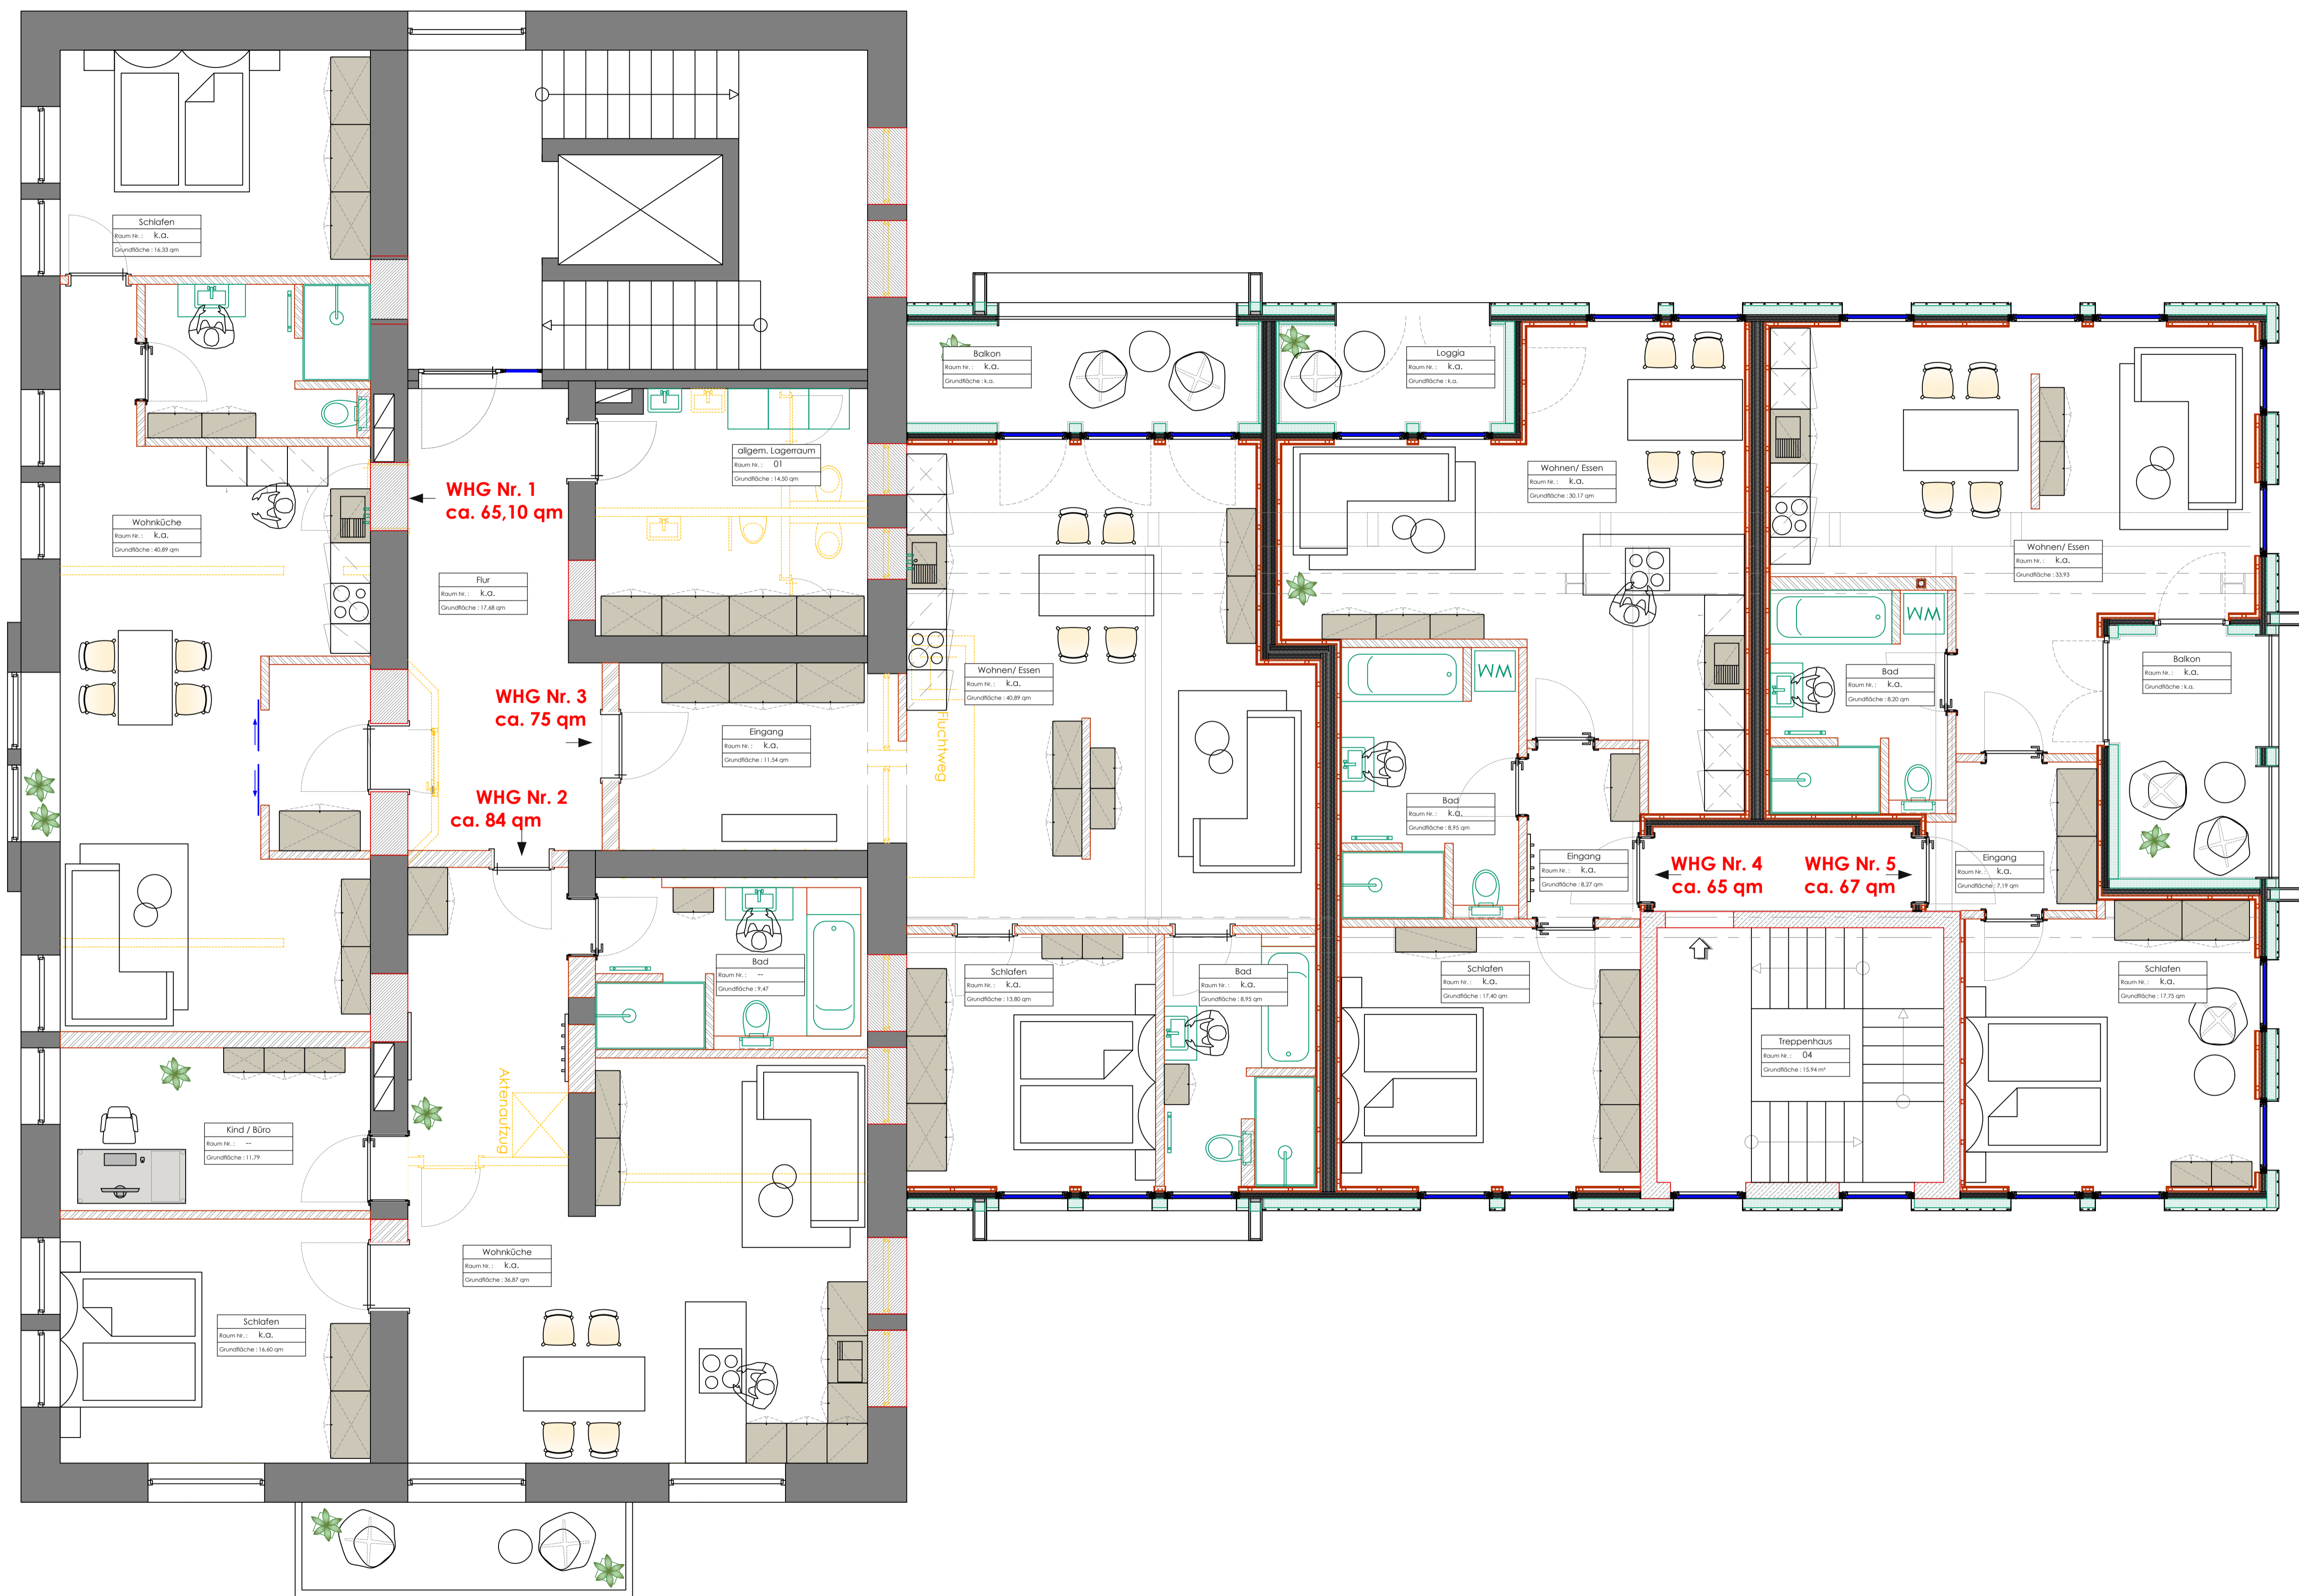 Schlafen
Raum Nr. : k.a.
Grundfläche : 16,33 qm
Balkon
Raum Nr. : k.a.
Grundfläche : k.a.
Loggia
Raum Nr. : k.a.
Grundfläche : k.a.
allgem. Lagerraum
Raum Nr. : 01
Grundfläche : 14,50 qm
WHG Nr. 1
ca. 65,10 qm
Wohnküche
Raum Nr. : k.a.
Grundfläche : 40,89 qm
Flur
Raum Nr. : k.a.
Grundfläche : 17,68 qm
Wohnen/ Essen
Raum Nr. : k.a.
Grundfläche : 30,17 qm
Wohnen/ Essen
Raum Nr. : k.a.
Grundfläche : 33,93
WM
WM
Wohnen/ Essen
Raum Nr. : k.a.
Grundfläche : 40,89 qm
Bad
Raum Nr. : k.a.
Grundfläche : 8,20 qm
Balkon
Raum Nr. : k.a.
Grundfläche : k.a.
WHG Nr. 3
ca. 75 qm
Eingang
Raum Nr. : k.a.
Grundfläche : 11,54 qm
Fluchtweg
WHG Nr. 2
ca. 84 qm
Bad
Raum Nr. : k.a.
Grundfläche : 8,95 qm
Eingang
Raum Nr. : k.a.
Grundfläche : 8,27 qm
WHG Nr. 4
ca. 65 qm
WHG Nr. 5
ca. 67 qm
Eingang
Raum Nr. : k.a.
Grundfläche : 7,19 qm
Bad
Raum Nr. : --
Grundfläche : 9,47
Schlafen
Raum Nr. : k.a.
Grundfläche : 13,80 qm
Bad
Raum Nr. : k.a.
Grundfläche : 8,95 qm
Schlafen
Raum Nr. : k.a.
Grundfläche : 17,40 qm
Schlafen
Raum Nr. : k.a.
Grundfläche : 17,75 qm
Treppenhaus
Raum Nr. : 04
Grundfläche : 15,94 m²
Aktenaufzug
Kind / Büro
Raum Nr. : --
Grundfläche : 11,79
Wohnküche
Raum Nr. : k.a.
Grundfläche : 36,87 qm
Schlafen
Raum Nr. : k.a.
Grundfläche : 16,60 qm